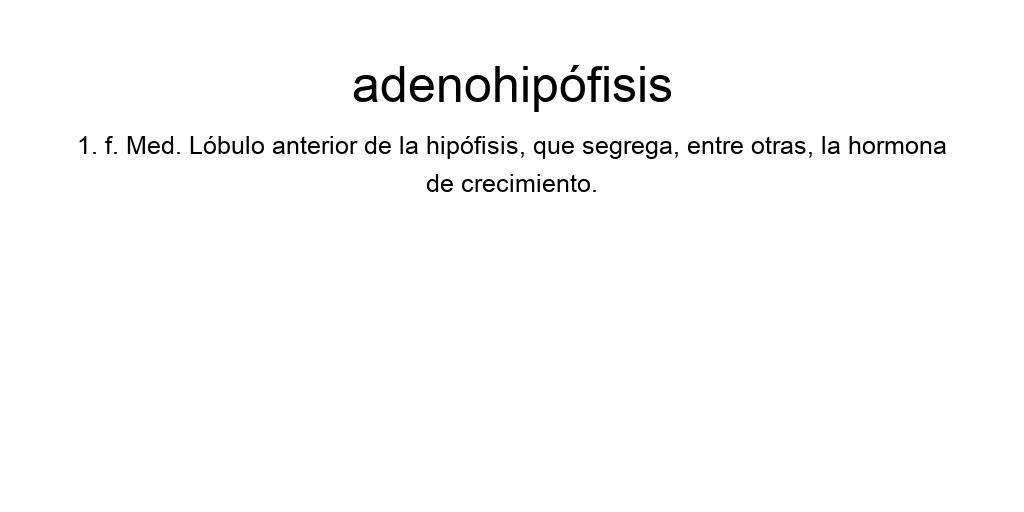 adenohipófisis
1. f. Med. Lóbulo anterior de la hipófisis, que segrega, entre otras, la hormona
de crecimiento.